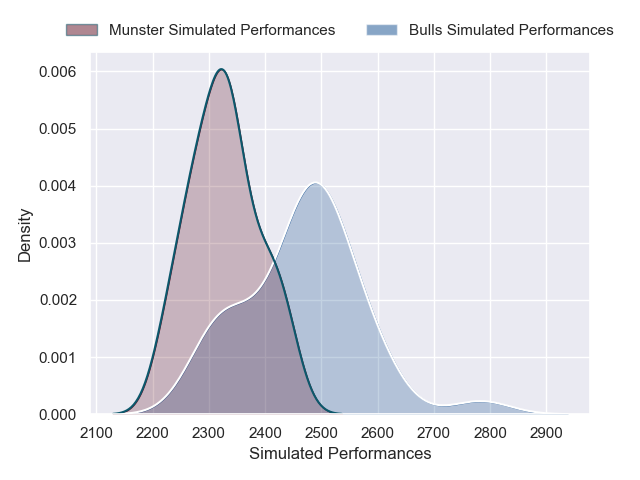 Munster Simulated Performances
Bulls Simulated Performances
0.006
0.005
0.004
0.003
0.002
0.001
0.000
Density
2100 2200 2300 2400 2500 2600 2700 2800 2900
Simulated Performances